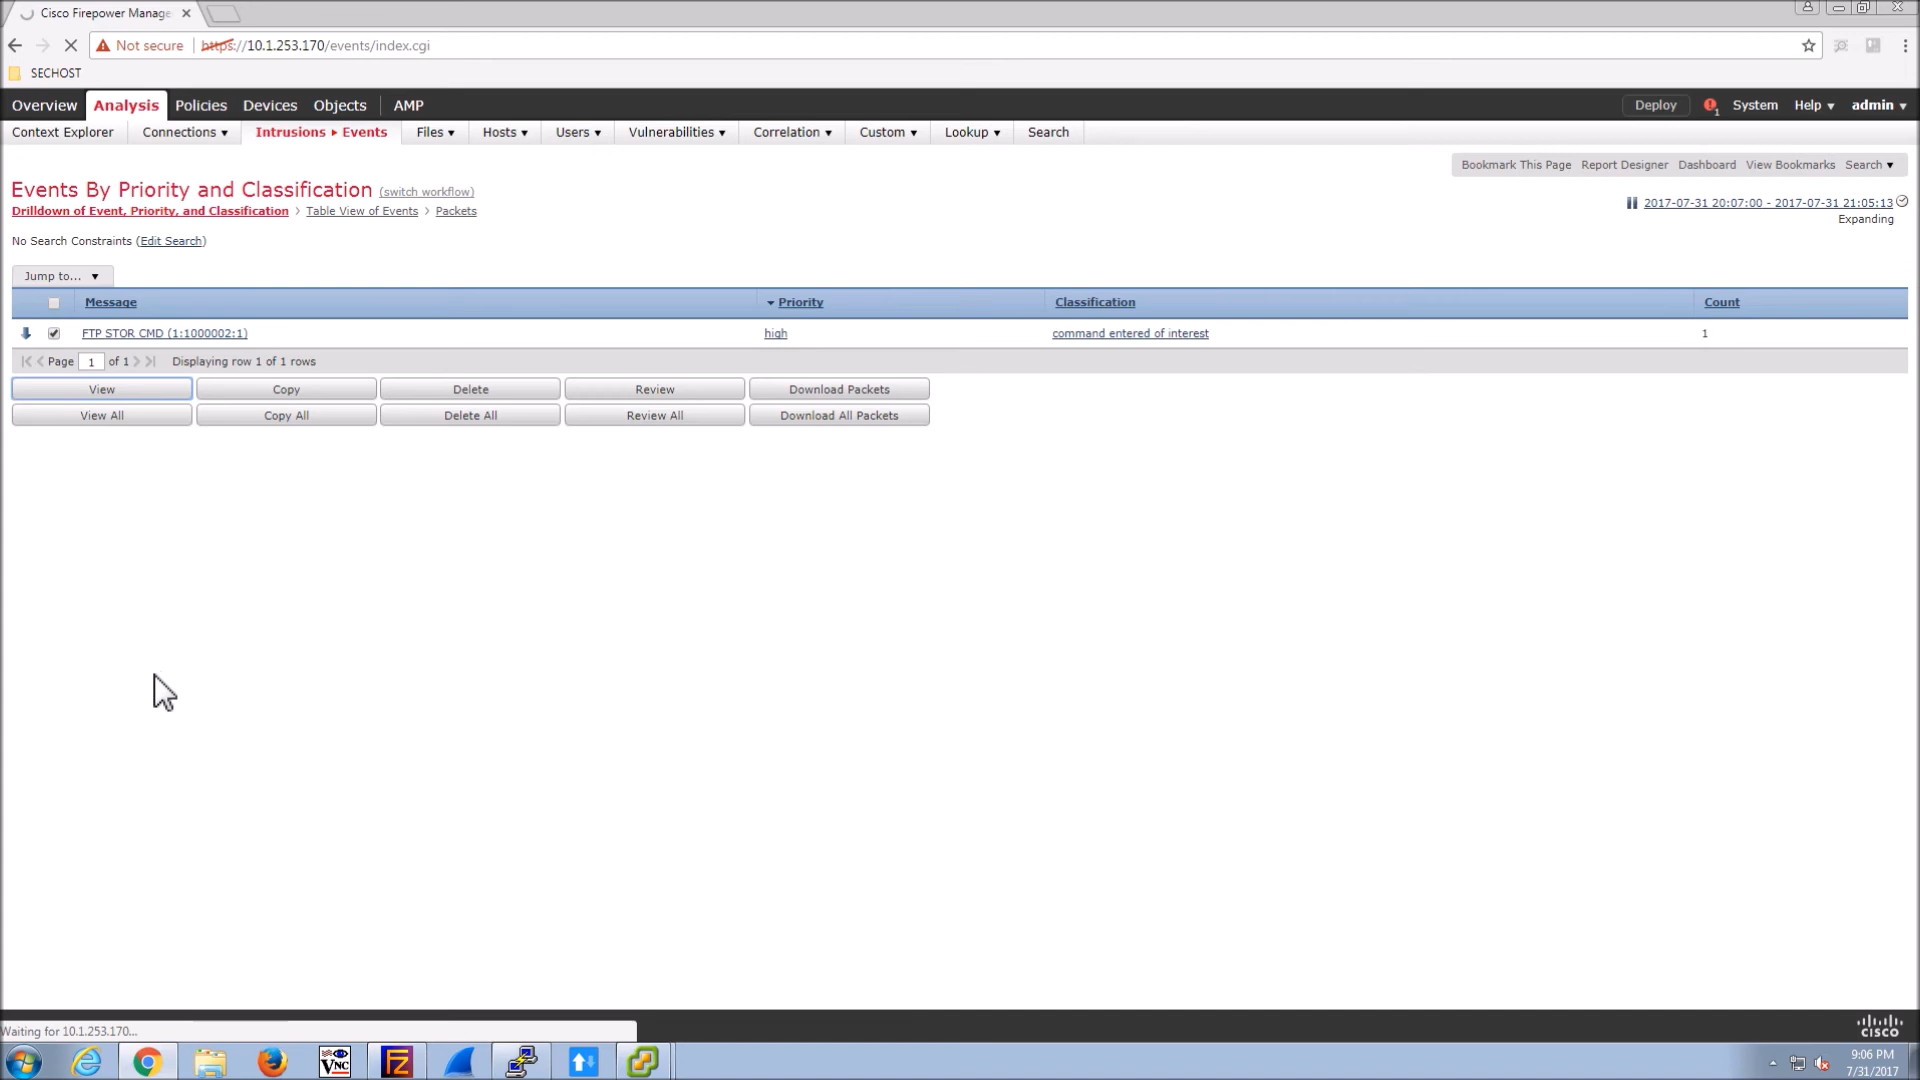 Cisco Firepower Manage
Not secure https://10.1.253.170/events/index.cgi
SECHOST
Overview Analysis Policies Devices Objects AMP Deploy 1 System Help admin
Context Explorer Connections Intrusions Events Files Hosts Users Vulnerabilities Correlation Custom Lookup Search
Bookmark This Page Report Designer Dashboard View Bookmarks Search
Events By Priority and Classification (switch workflow)
2017-07-31 20:07:00 - 2017-07-31 21:05:13
Drilldown of Event, Priority, and Classification > Table View of Events > Packets
Expanding
No Search Constraints (Edit Search)
Jump to...
Message Priority Classification Count
FTP STOR CMD (1:1000002:1) high command entered of interest 1
|< < Page 1 of 1 > >| Displaying row 1 of 1 rows
View Copy Delete Review Download Packets
View All Copy All Delete All Review All Download All Packets
Waiting for 10.1.253.170...
CISCO
VNC FZ
9:06 PM
7/31/2017